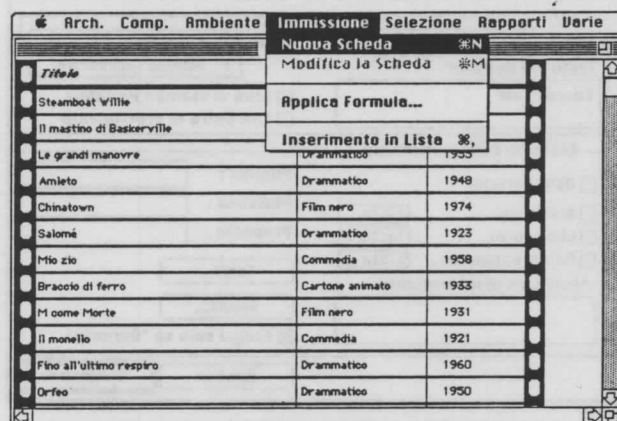 Arch. Comp. Ambiente Immissione Selezione Rapporti Varie
Nuova Scheda ⌘N
Modifica la Scheda ⌘M
Applica Formula...
Inserimento in Lista ⌘,
Titolo
Steamboat Willie
Il mastino di Baskerville
Le grandi manovre Drammatico 1955
Amleto Drammatico 1948
Chinatown Film nero 1974
Salomé Drammatico 1923
Mio zio Commedia 1958
Braccio di ferro Cartone animato 1933
M come Morte Film nero 1931
Il monello Commedia 1921
Fino all'ultimo respiro Drammatico 1960
Orfeo Drammatico 1950